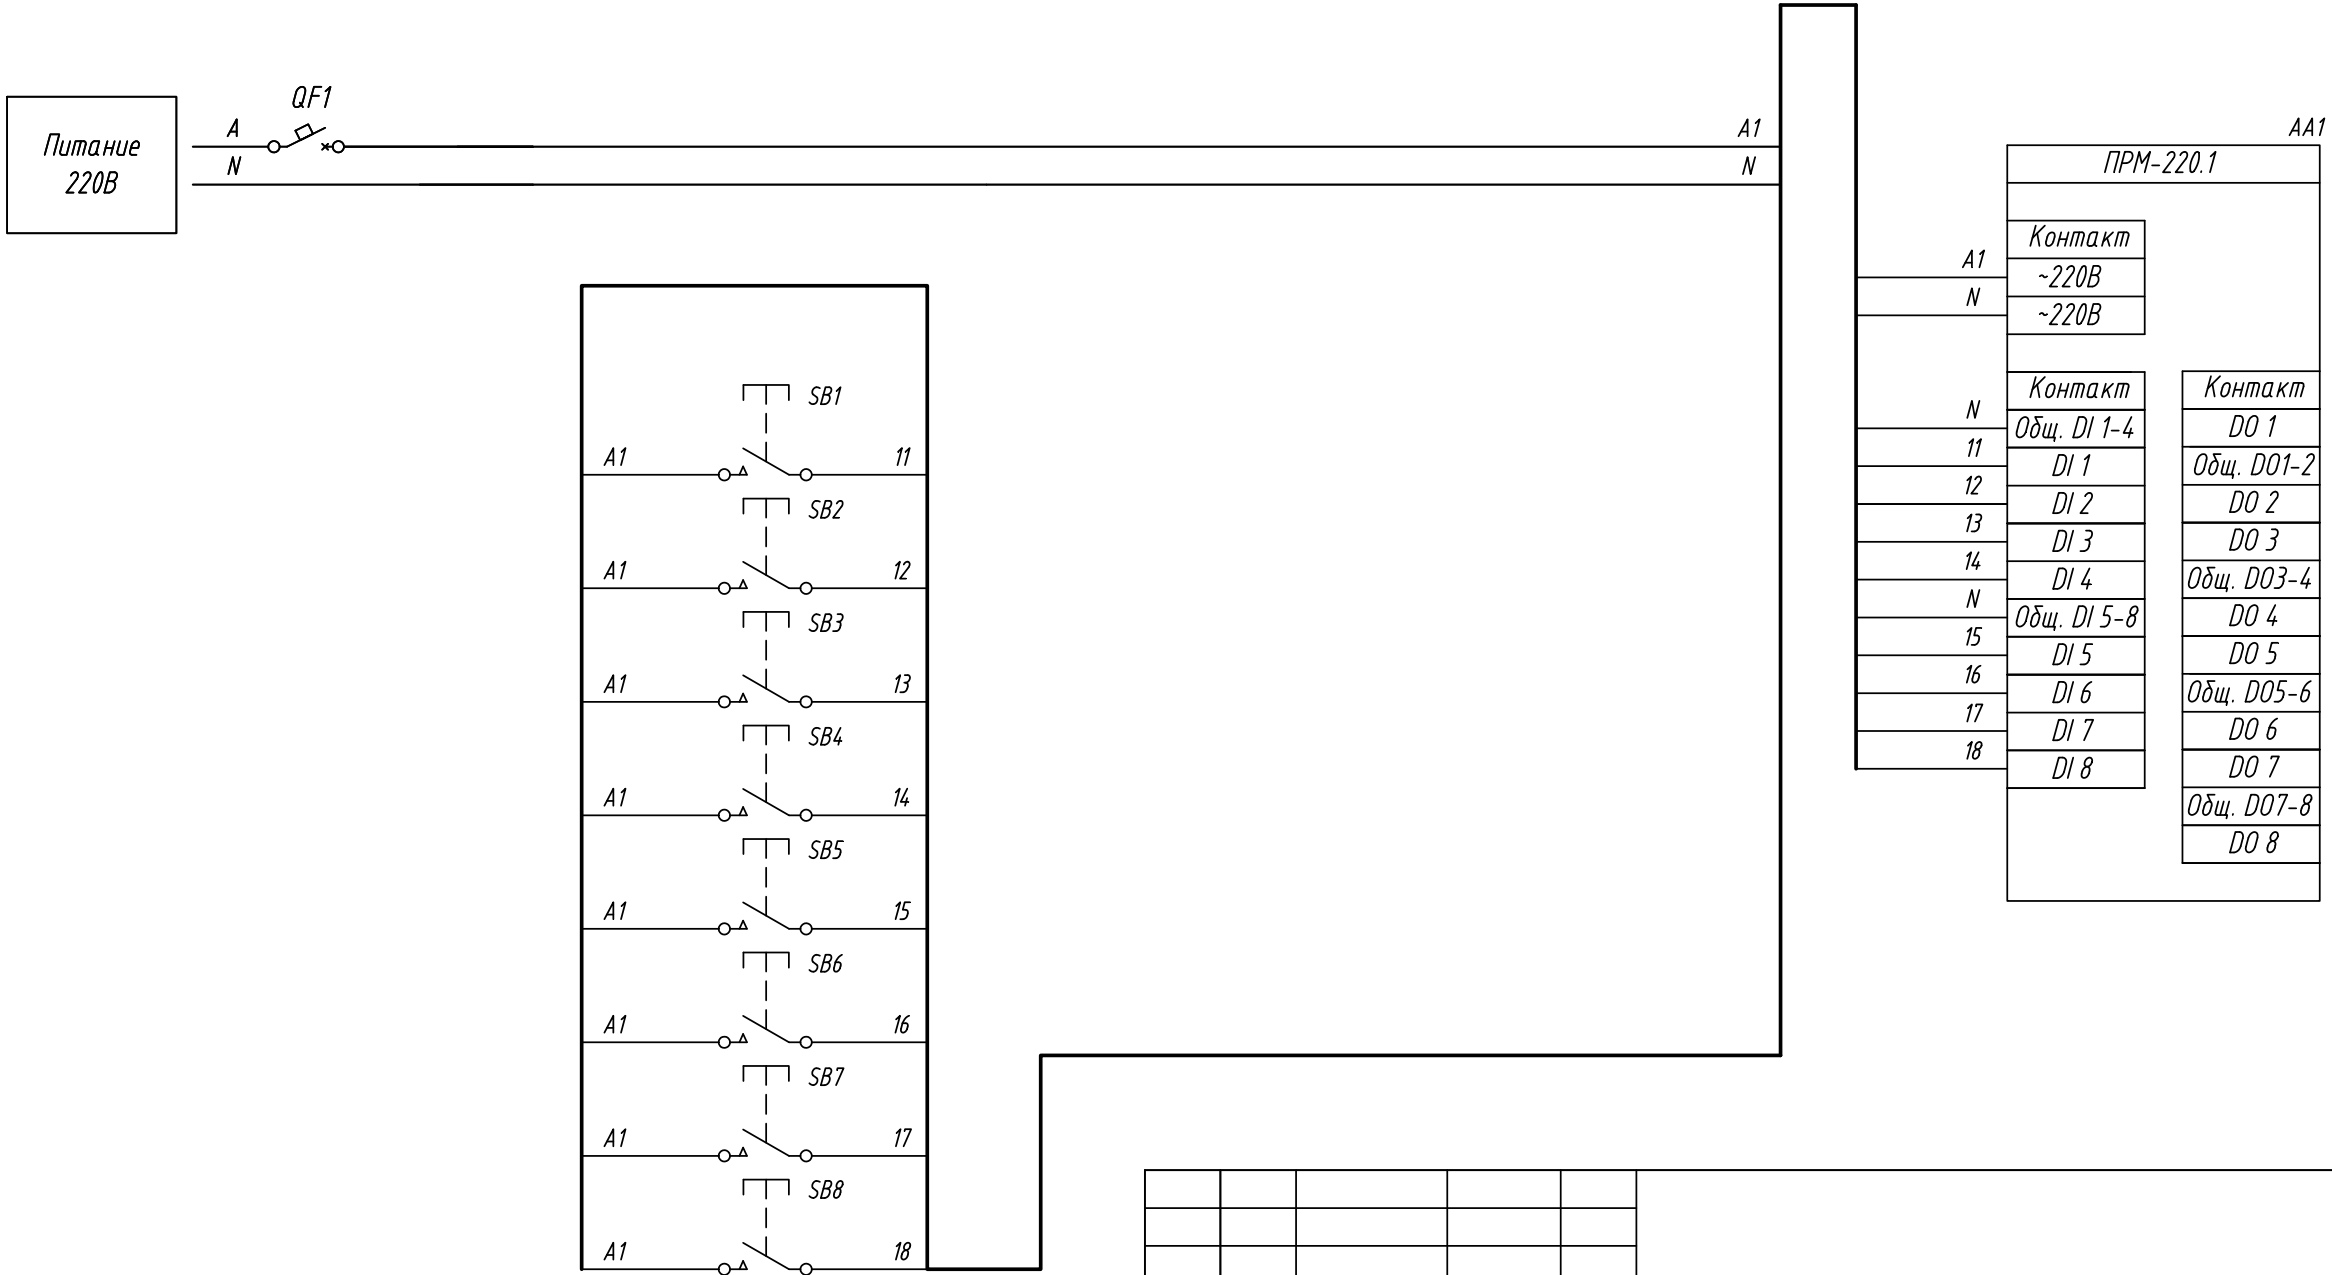 QF1
Питание
220В
A
N
A1
N
AA1
ПРМ-220.1
Контакт
A1
~220В
N
~220В
Контакт
N
Общ. DI 1-4
11
DI 1
12
DI 2
13
DI 3
14
DI 4
N
Общ. DI 5-8
15
DI 5
16
DI 6
17
DI 7
18
DI 8
Контакт
DO 1
Общ. DO1-2
DO 2
DO 3
Общ. DO3-4
DO 4
DO 5
Общ. DO5-6
DO 6
DO 7
Общ. DO7-8
DO 8
SB1
A1
11
SB2
A1
12
SB3
A1
13
SB4
A1
14
SB5
A1
15
SB6
A1
16
SB7
A1
17
SB8
A1
18